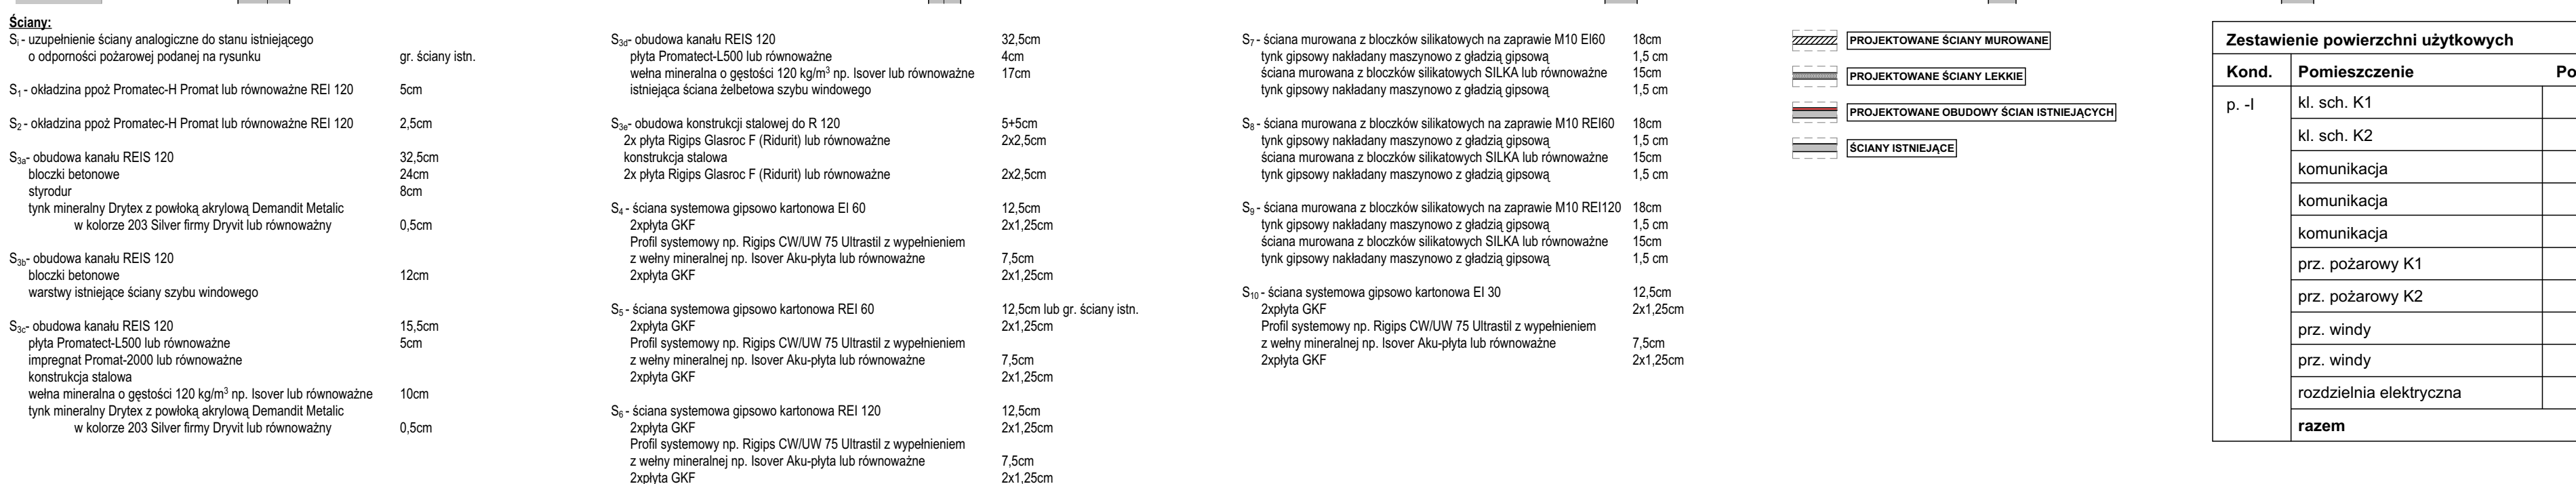 Ściany:
Si - uzupełnienie ściany analogiczne do stanu istniejącego
o odporności pożarowej podanej na rysunku gr. ściany istn.
S1 - okładzina ppoż Promatec-H Promat lub równoważne REI 120 5cm
S2 - okładzina ppoż Promatec-H Promat lub równoważne REI 120 2,5cm
S3a- obudowa kanału REIS 120 32,5cm
bloczki betonowe 24cm
styrodur 8cm
tynk mineralny Drytex z powłoką akrylową Demandit Metalic
w kolorze 203 Silver firmy Dryvit lub równoważny 0,5cm
S3b- obudowa kanału REIS 120
bloczki betonowe 12cm
warstwy istniejące ściany szybu windowego
S3c- obudowa kanału REIS 120 15,5cm
płyta Promatect-L500 lub równoważne 5cm
impregnat Promat-2000 lub równoważne
konstrukcja stalowa
wełna mineralna o gęstości 120 kg/m³ np. Isover lub równoważne 10cm
tynk mineralny Drytex z powłoką akrylową Demandit Metalic
w kolorze 203 Silver firmy Dryvit lub równoważny 0,5cm
S3d- obudowa kanału REIS 120 32,5cm
płyta Promatect-L500 lub równoważne 4cm
wełna mineralna o gęstości 120 kg/m³ np. Isover lub równoważne 17cm
istniejąca ściana żelbetowa szybu windowego
S3e- obudowa konstrukcji stalowej do R 120 5+5cm
2x płyta Rigips Glasroc F (Ridurit) lub równoważne 2x2,5cm
konstrukcja stalowa
2x płyta Rigips Glasroc F (Ridurit) lub równoważne 2x2,5cm
S4 - ściana systemowa gipsowo kartonowa EI 60 12,5cm
2xpłyta GKF 2x1,25cm
Profil systemowy np. Rigips CW/UW 75 Ultrastil z wypełnieniem
z wełny mineralnej np. Isover Aku-płyta lub równoważne 7,5cm
2xpłyta GKF 2x1,25cm
S5 - ściana systemowa gipsowo kartonowa REI 60 12,5cm lub gr. ściany istn.
2xpłyta GKF 2x1,25cm
Profil systemowy np. Rigips CW/UW 75 Ultrastil z wypełnieniem
z wełny mineralnej np. Isover Aku-płyta lub równoważne 7,5cm
2xpłyta GKF 2x1,25cm
S6 - ściana systemowa gipsowo kartonowa REI 120 12,5cm
2xpłyta GKF 2x1,25cm
Profil systemowy np. Rigips CW/UW 75 Ultrastil z wypełnieniem
z wełny mineralnej np. Isover Aku-płyta lub równoważne 7,5cm
2xpłyta GKF 2x1,25cm
S7 - ściana murowana z bloczków silikatowych na zaprawie M10 EI60 18cm
tynk gipsowy nakładany maszynowo z gładzią gipsową 1,5 cm
ściana murowana z bloczków silikatowych SILKA lub równoważne 15cm
tynk gipsowy nakładany maszynowo z gładzią gipsową 1,5 cm
S8 - ściana murowana z bloczków silikatowych na zaprawie M10 REI60 18cm
tynk gipsowy nakładany maszynowo z gładzią gipsową 1,5 cm
ściana murowana z bloczków silikatowych SILKA lub równoważne 15cm
tynk gipsowy nakładany maszynowo z gładzią gipsową 1,5 cm
S9 - ściana murowana z bloczków silikatowych na zaprawie M10 REI120 18cm
tynk gipsowy nakładany maszynowo z gładzią gipsową 1,5 cm
ściana murowana z bloczków silikatowych SILKA lub równoważne 15cm
tynk gipsowy nakładany maszynowo z gładzią gipsową 1,5 cm
S10 - ściana systemowa gipsowo kartonowa EI 30 12,5cm
2xpłyta GKF 2x1,25cm
Profil systemowy np. Rigips CW/UW 75 Ultrastil z wypełnieniem
z wełny mineralnej np. Isover Aku-płyta lub równoważne 7,5cm
2xpłyta GKF 2x1,25cm
PROJEKTOWANE ŚCIANY MUROWANE
PROJEKTOWANE ŚCIANY LEKKIE
PROJEKTOWANE OBUDOWY ŚCIAN ISTNIEJĄCYCH
ŚCIANY ISTNIEJĄCE
Zestawienie powierzchni użytkowych
Kond. Pomieszczenie Po
p. -I kl. sch. K1
kl. sch. K2
komunikacja
komunikacja
komunikacja
prz. pożarowy K1
prz. pożarowy K2
prz. windy
prz. windy
rozdzielnia elektryczna
razem